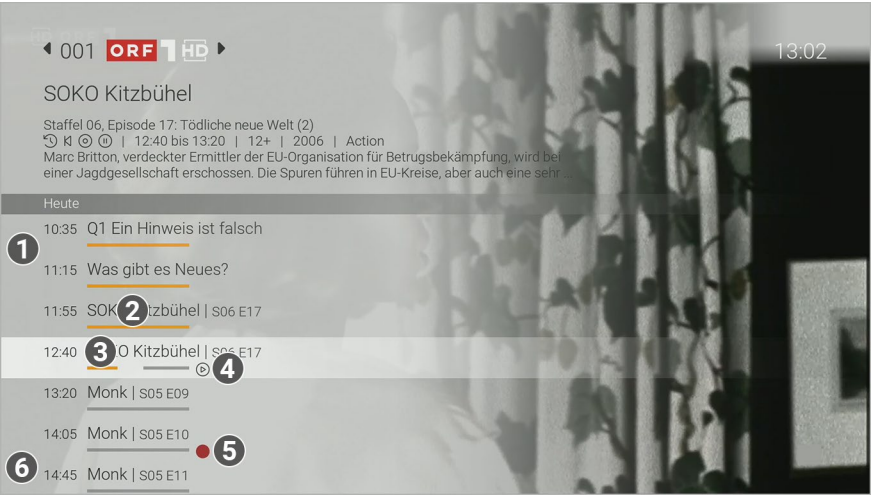 001 ORF 1 HD
13:02
SOKO Kitzbühel
Staffel 06, Episode 17: Tödliche neue Welt (2)
| 12:40 bis 13:20 | 12+ | 2006 | Action
Marc Britton, verdeckter Ermittler der EU-Organisation für Betrugsbekämpfung, wird bei
einer Jagdgesellschaft erschossen. Die Spuren führen in EU-Kreise, aber auch eine sehr ...
Heute
10:35 Q1 Ein Hinweis ist falsch
1
11:15 Was gibt es Neues?
11:55 SOK 2 tzbühel | S06 E17
12:40 3 O Kitzbühel | S06 E17
4
13:20 Monk | S05 E09
14:05 Monk | S05 E10
5
6 14:45 Monk | S05 E11